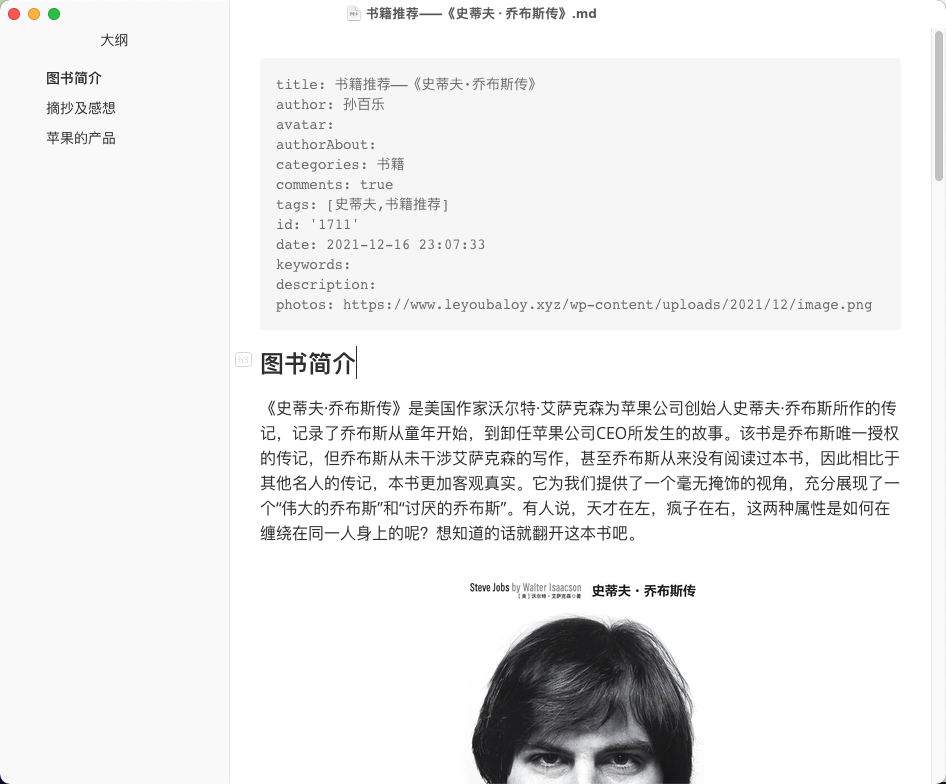 书籍推荐——《史蒂夫·乔布斯传》.md
大纲
图书简介
摘抄及感想
苹果的产品
title: 书籍推荐——《史蒂夫·乔布斯传》
author: 孙百乐
avatar:
authorAbout:
categories: 书籍
comments: true
tags: [史蒂夫,书籍推荐]
id: '1711'
date: 2021-12-16 23:07:33
keywords:
description:
photos: https://www.leyoubaloy.xyz/wp-content/uploads/2021/12/image.png
h3
图书简介
《史蒂夫·乔布斯传》是美国作家沃尔特·艾萨克森为苹果公司创始人史蒂夫·乔布斯所作的传
记，记录了乔布斯从童年开始，到卸任苹果公司CEO所发生的故事。该书是乔布斯唯一授权
的传记，但乔布斯从未干涉艾萨克森的写作，甚至乔布斯从来没有阅读过本书，因此相比于
其他名人的传记，本书更加客观真实。它为我们提供了一个毫无掩饰的视角，充分展现了一
个“伟大的乔布斯”和“讨厌的乔布斯”。有人说，天才在左，疯子在右，这两种属性是如何在
缠绕在同一人身上的呢？想知道的话就翻开这本书吧。
Steve Jobs by Walter Isaacson 史蒂夫·乔布斯传
[美] 沃尔特·艾萨克森◎著